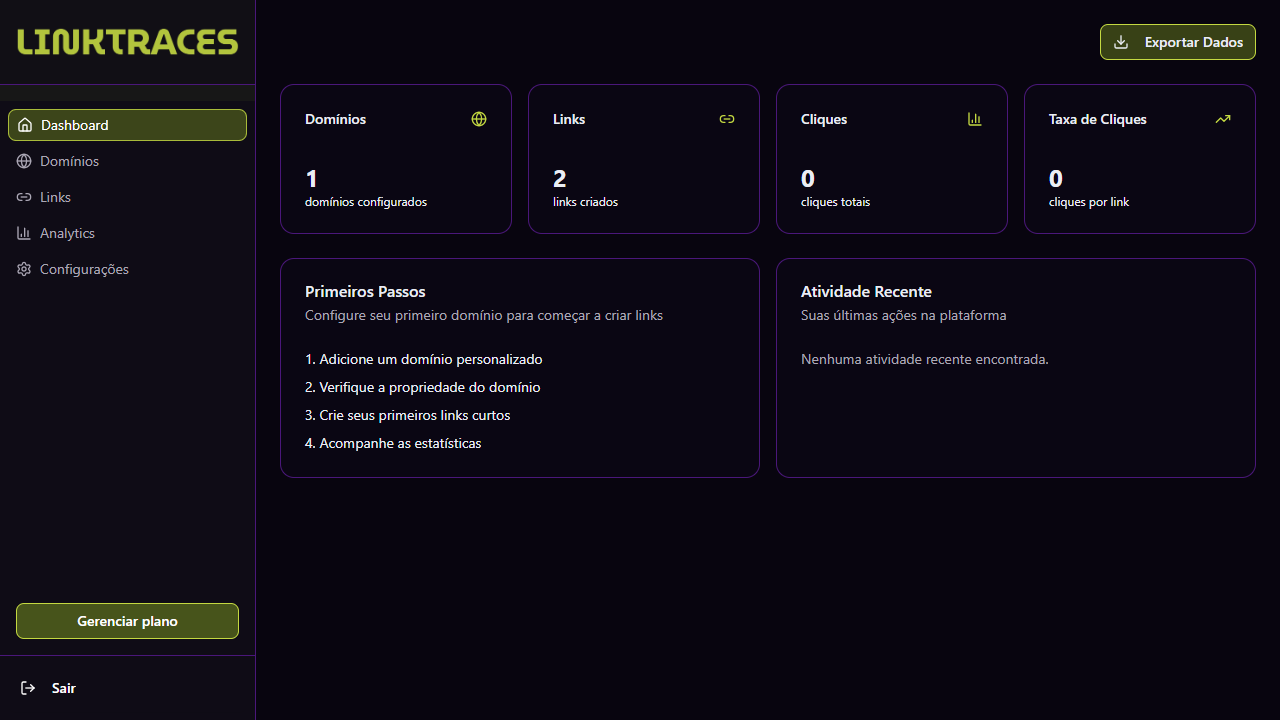 LINKTRACES
Dashboard
Domínios
Links
Analytics
Configurações
Gerenciar plano
Sair
Exportar Dados
Domínios
1
domínios configurados
Links
2
links criados
Cliques
0
cliques totais
Taxa de Cliques
0
cliques por link
Primeiros Passos
Configure seu primeiro domínio para começar a criar links
1. Adicione um domínio personalizado
2. Verifique a propriedade do domínio
3. Crie seus primeiros links curtos
4. Acompanhe as estatísticas
Atividade Recente
Suas últimas ações na plataforma
Nenhuma atividade recente encontrada.